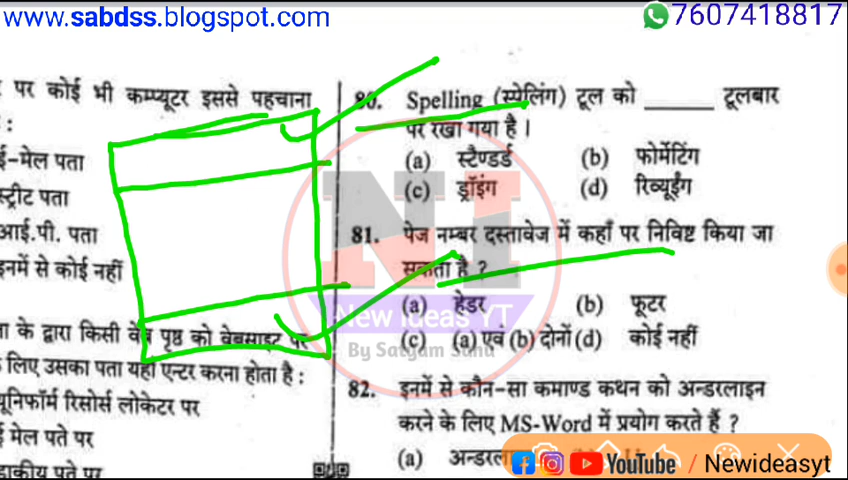 www.sabdss.blogspot.com
7607418817
पर कोई भी कम्प्यूटर इससे पहचाना
:
ई-मेल पता
स्ट्रीट पता
आई.पी. पता
इनमें से कोई नहीं
के द्वारा किसी वेब पृष्ठ को वेबसाइट पर
लिए उसका पता यहाँ एन्टर करना होता है :
यूनिफॉर्म रिसोर्स लोकेटर पर
मेल पते पर
पते पर
80. Spelling (स्पेलिंग) टूल को ______ टूलबार
पर रखा गया है ।
(a) स्टैण्डर्ड (b) फोर्मेटिंग
(c) ड्रॉइंग (d) रिव्यूईंग
81. पेज नम्बर दस्तावेज में कहाँ पर निविष्ट किया जा
सकता है ?
(a) हेडर (b) फूटर
(c) (a) एवं (b) दोनों (d) कोई नहीं
82. इनमें से कौन-सा कमाण्ड कथन को अन्डरलाइन
करने के लिए MS-Word में प्रयोग करते हैं ?
(a)
NI
New Ideas YT
By Satyam Sahu
YouTube / Newideasyt